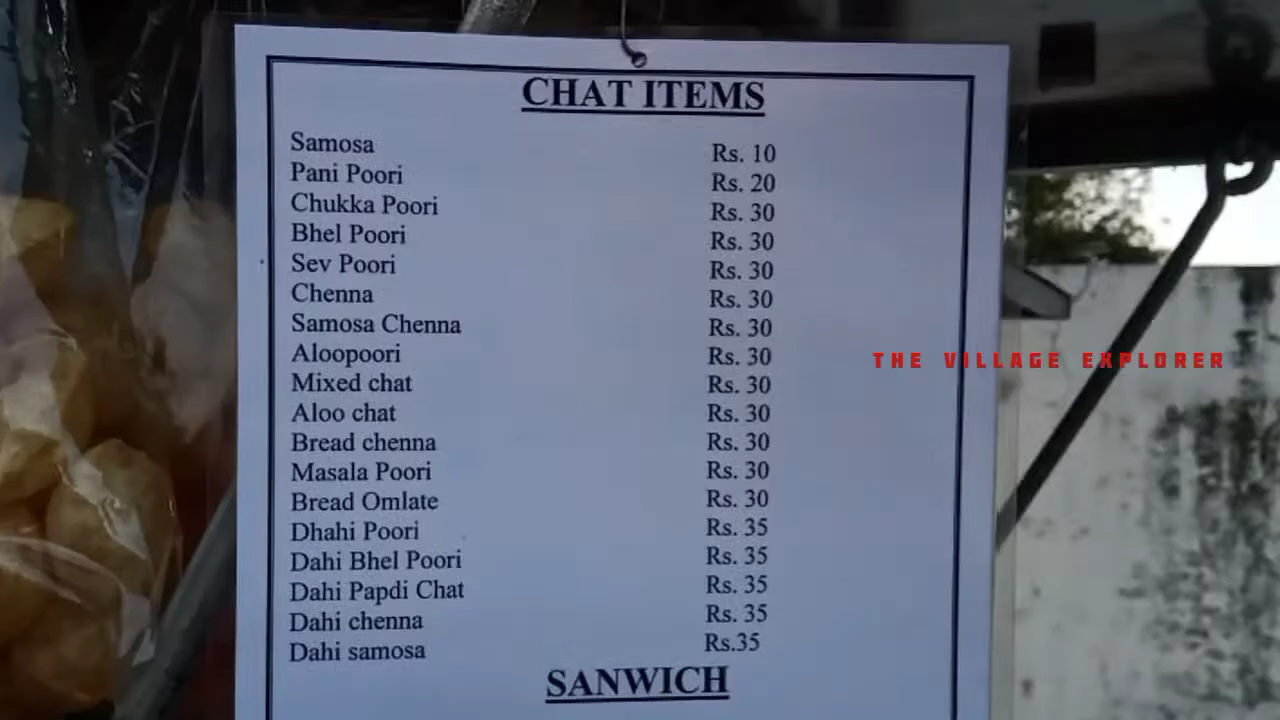 CHAT ITEMS
Samosa Rs. 10
Pani Poori Rs. 20
Chukka Poori Rs. 30
Bhel Poori Rs. 30
Sev Poori Rs. 30
Chenna Rs. 30
Samosa Chenna Rs. 30
Aloopoori Rs. 30
Mixed chat Rs. 30
Aloo chat Rs. 30
Bread chenna Rs. 30
Masala Poori Rs. 30
Bread Omlate Rs. 30
Dhahi Poori Rs. 35
Dahi Bhel Poori Rs. 35
Dahi Papdi Chat Rs. 35
Dahi chenna Rs. 35
Dahi samosa Rs.35
SANWICH
THE VILLAGE EXPLORER